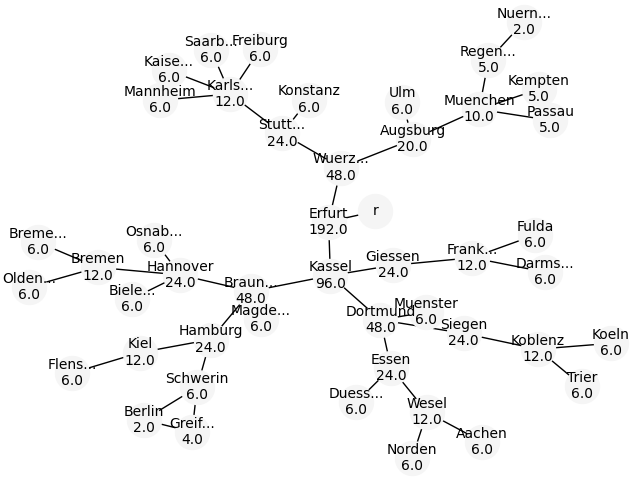 Nuern...
2.0
Saarb...
6.0
Freiburg
6.0
Regen...
5.0
Kaise...
6.0
Karls...
12.0
Mannheim
6.0
Konstanz
6.0
Ulm
6.0
Kempten
5.0
Muenchen
10.0
Passau
5.0
Stutt...
24.0
Augsburg
20.0
Wuerz...
48.0
Erfurt
192.0
r
Breme...
6.0
Osnab...
6.0
Fulda
6.0
Bremen
12.0
Hannover
24.0
Kassel
96.0
Giessen
24.0
Frank...
12.0
Darms...
6.0
Olden...
6.0
Biele...
6.0
Braun...
48.0
Magde...
6.0
Dortmund
48.0
Muenster
6.0
Siegen
24.0
Hamburg
24.0
Kiel
12.0
Koblenz
12.0
Koeln
6.0
Flens...
6.0
Schwerin
6.0
Essen
24.0
Trier
6.0
Duess...
6.0
Wesel
12.0
Berlin
2.0
Greif...
4.0
Aachen
6.0
Norden
6.0